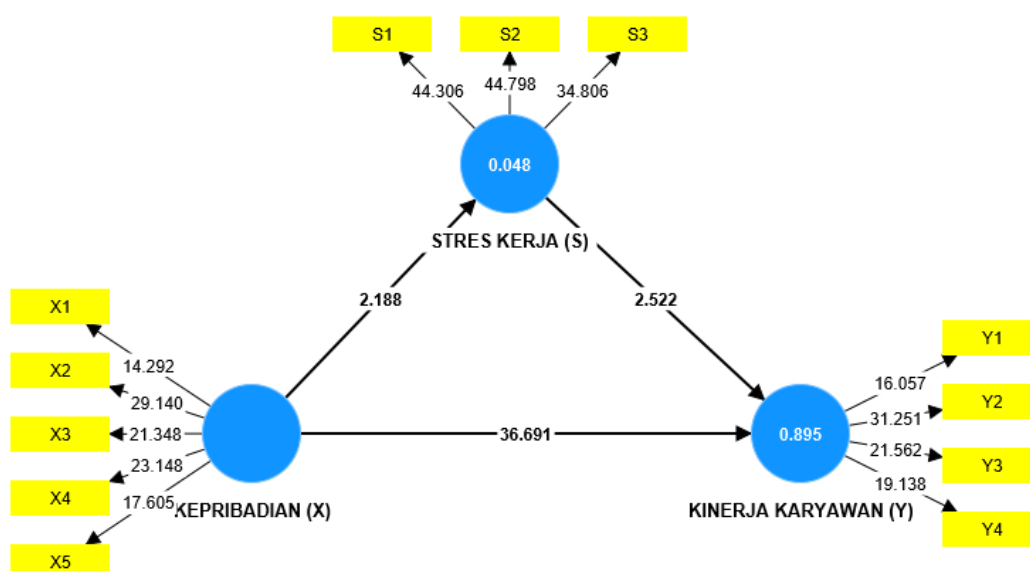 S1
S2
S3
44.306
44.798
34.806
0.048
STRES KERJA (S)
2.188
2.522
X1
X2
X3
X4
X5
14.292
29.140
21.348
23.148
17.605
KEPRIBADIAN (X)
36.691
0.895
KINERJA KARYAWAN (Y)
16.057
31.251
21.562
19.138
Y1
Y2
Y3
Y4